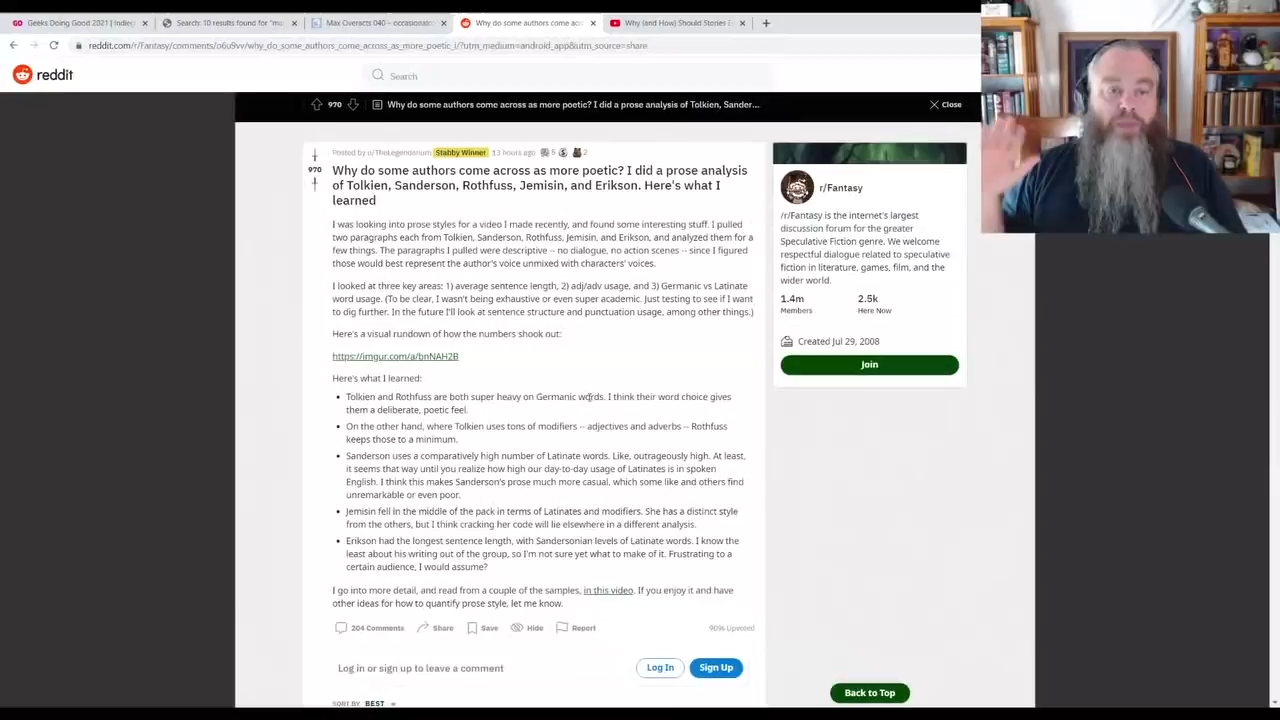 Geeks Doing Good 2021 | Indieg
Search: 10 results found for "ma
Max Overacts 040 – occasional
Why do some authors come acr
Why (and How) Should Stories E
reddit.com/r/Fantasy/comments/o6u9vv/why_do_some_authors_come_across_as_more_poetic_i/?utm_medium=android_app&utm_source=share
reddit
Search
970
Why do some authors come across as more poetic? I did a prose analysis of Tolkien, Sander...
Close
Posted by u/TheLegendarium Stabby Winner 13 hours ago 5 2
970
Why do some authors come across as more poetic? I did a prose analysis
of Tolkien, Sanderson, Rothfuss, Jemisin, and Erikson. Here's what I
learned
I was looking into prose styles for a video I made recently, and found some interesting stuff. I pulled
two paragraphs each from Tolkien, Sanderson, Rothfuss, Jemisin, and Erikson, and analyzed them for a
few things. The paragraphs I pulled were descriptive -- no dialogue, no action scenes -- since I figured
those would best represent the author's voice unmixed with characters' voices.
I looked at three key areas: 1) average sentence length, 2) adj/adv usage, and 3) Germanic vs Latinate
word usage. (To be clear, I wasn't being exhaustive or even super academic. Just testing to see if I want
to dig further. In the future I'll look at sentence structure and punctuation usage, among other things.)
Here's a visual rundown of how the numbers shook out:
https://imgur.com/a/bnNAH2B
Here's what I learned:
Tolkien and Rothfuss are both super heavy on Germanic words. I think their word choice gives
them a deliberate, poetic feel.
On the other hand, where Tolkien uses tons of modifiers -- adjectives and adverbs -- Rothfuss
keeps those to a minimum.
Sanderson uses a comparatively high number of Latinate words. Like, outrageously high. At least,
it seems that way until you realize how high our day-to-day usage of Latinates is in spoken
English. I think this makes Sanderson's prose much more casual, which some like and others find
unremarkable or even poor.
Jemisin fell in the middle of the pack in terms of Latinates and modifiers. She has a distinct style
from the others, but I think cracking her code will lie elsewhere in a different analysis.
Erikson had the longest sentence length, with Sandersonian levels of Latinate words. I know the
least about his writing out of the group, so I'm not sure yet what to make of it. Frustrating to a
certain audience, I would assume?
I go into more detail, and read from a couple of the samples, in this video. If you enjoy it and have
other ideas for how to quantify prose style, let me know.
204 Comments Share Save Hide Report 90% Upvoted
Log in or sign up to leave a comment
Log In
Sign Up
SORT BY BEST
r/Fantasy
/r/Fantasy is the internet's largest
discussion forum for the greater
Speculative Fiction genre. We welcome
respectful dialogue related to speculative
fiction in literature, games, film, and the
wider world.
1.4m 2.5k
Members Here Now
Created Jul 29, 2008
Join
Back to Top